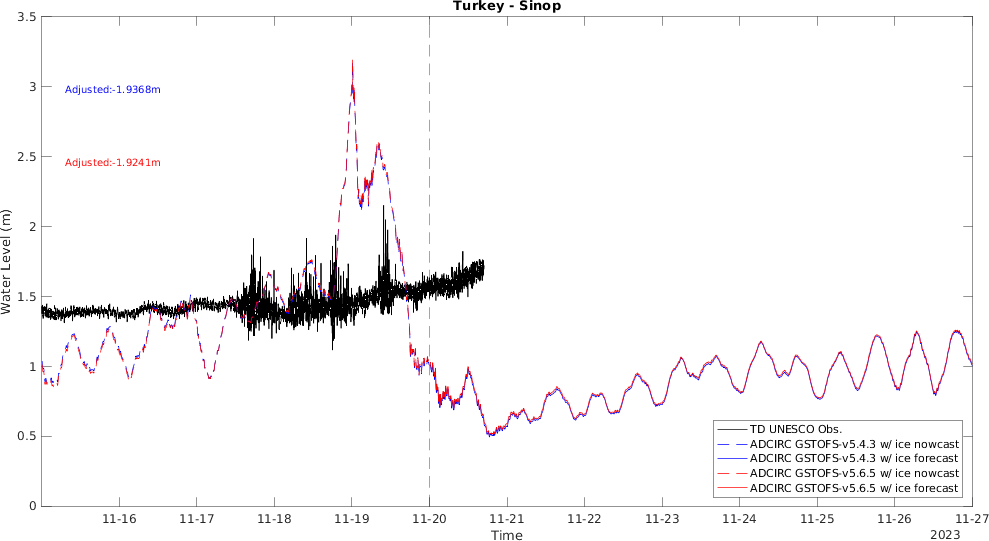 Turkey - Sinop
3.5
3
2.5
2
1.5
1
0.5
0
Water Level (m)
Adjusted:-1.9368m
Adjusted:-1.9241m
TD UNESCO Obs.
ADCIRC GSTOFS-v5.4.3 w/ ice nowcast
ADCIRC GSTOFS-v5.4.3 w/ ice forecast
ADCIRC GSTOFS-v5.6.5 w/ ice nowcast
ADCIRC GSTOFS-v5.6.5 w/ ice forecast
11-16 11-17 11-18 11-19 11-20 11-21 11-22 11-23 11-24 11-25 11-26 11-27
Time
2023